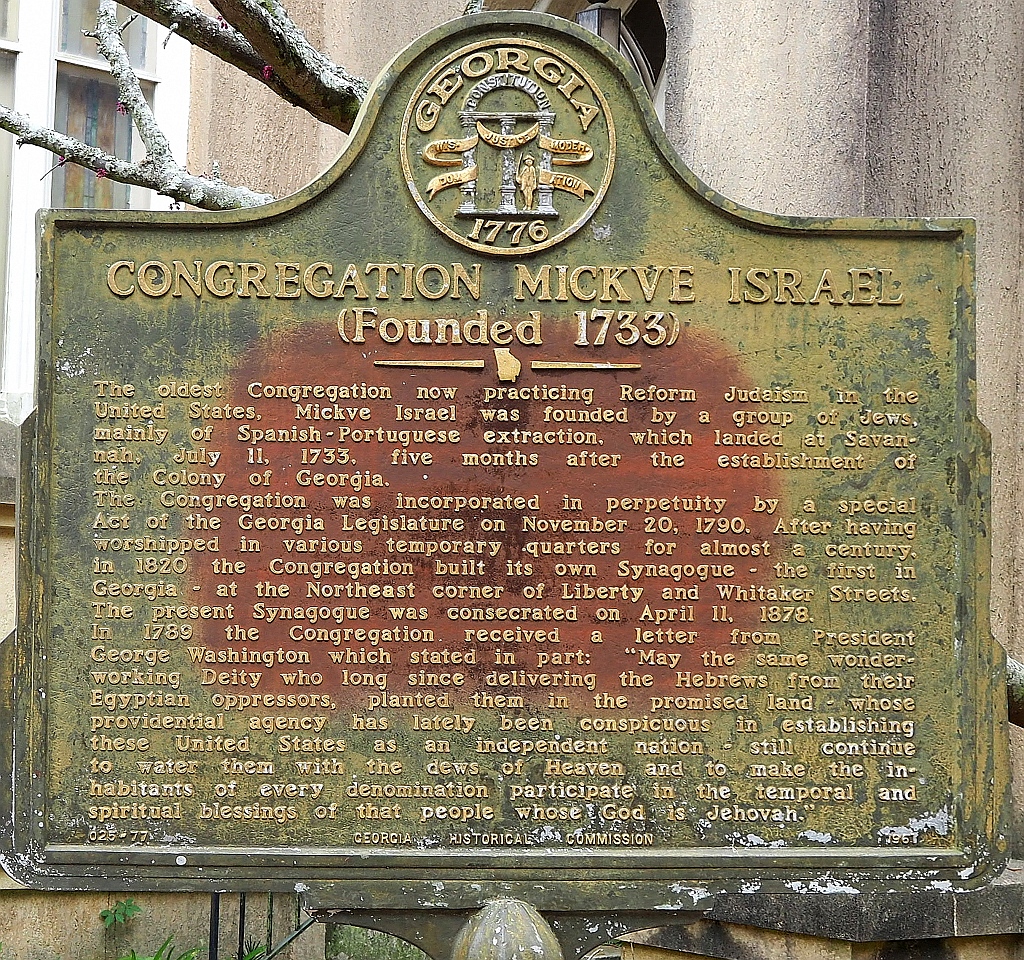 GEORGIA
CONSTITUTION
WISDOM JUSTICE MODERATION
1776
CONGREGATION MICKVE ISRAEL
(Founded 1733)
The oldest Congregation now practicing Reform Judaism in the
United States, Mickve Israel was founded by a group of Jews,
mainly of Spanish-Portuguese extraction, which landed at Savan-
nah, July 11, 1733, five months after the establishment of
the Colony of Georgia.
The Congregation was incorporated in perpetuity by a special
Act of the Georgia Legislature on November 20, 1790. After having
worshipped in various temporary quarters for almost a century,
in 1820 the Congregation built its own Synagogue - the first in
Georgia - at the Northeast corner of Liberty and Whitaker Streets.
The present Synagogue was consecrated on April 11, 1878.
In 1789 the Congregation received a letter from President
George Washington which stated in part: "May the same wonder-
working Deity who long since delivering the Hebrews from their
Egyptian oppressors, planted them in the promised land - whose
providential agency has lately been conspicuous in establishing
these United States as an independent nation - still continue
to water them with the dews of Heaven and to make the in-
habitants of every denomination participate in the temporal and
spiritual blessings of that people whose God is Jehovah."
025-77 GEORGIA HISTORICAL COMMISSION 1961